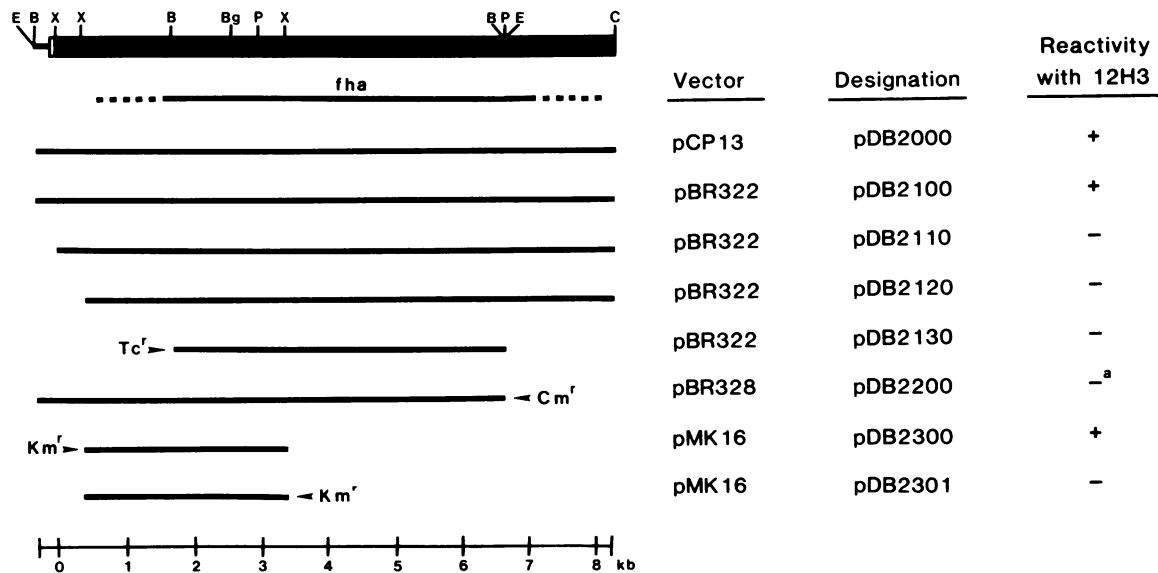 E B X X B Bg P X B P E C
Reactivity
with 12H3
Vector Designation
fha
pCP13 pDB2000 +
pBR322 pDB2100 +
pBR322 pDB2110 −
pBR322 pDB2120 −
Tcʳ pBR322 pDB2130 −
Cmʳ pBR328 pDB2200 −ᵃ
Kmʳ pMK16 pDB2300 +
Kmʳ pMK16 pDB2301 −
0 1 2 3 4 5 6 7 8 kb